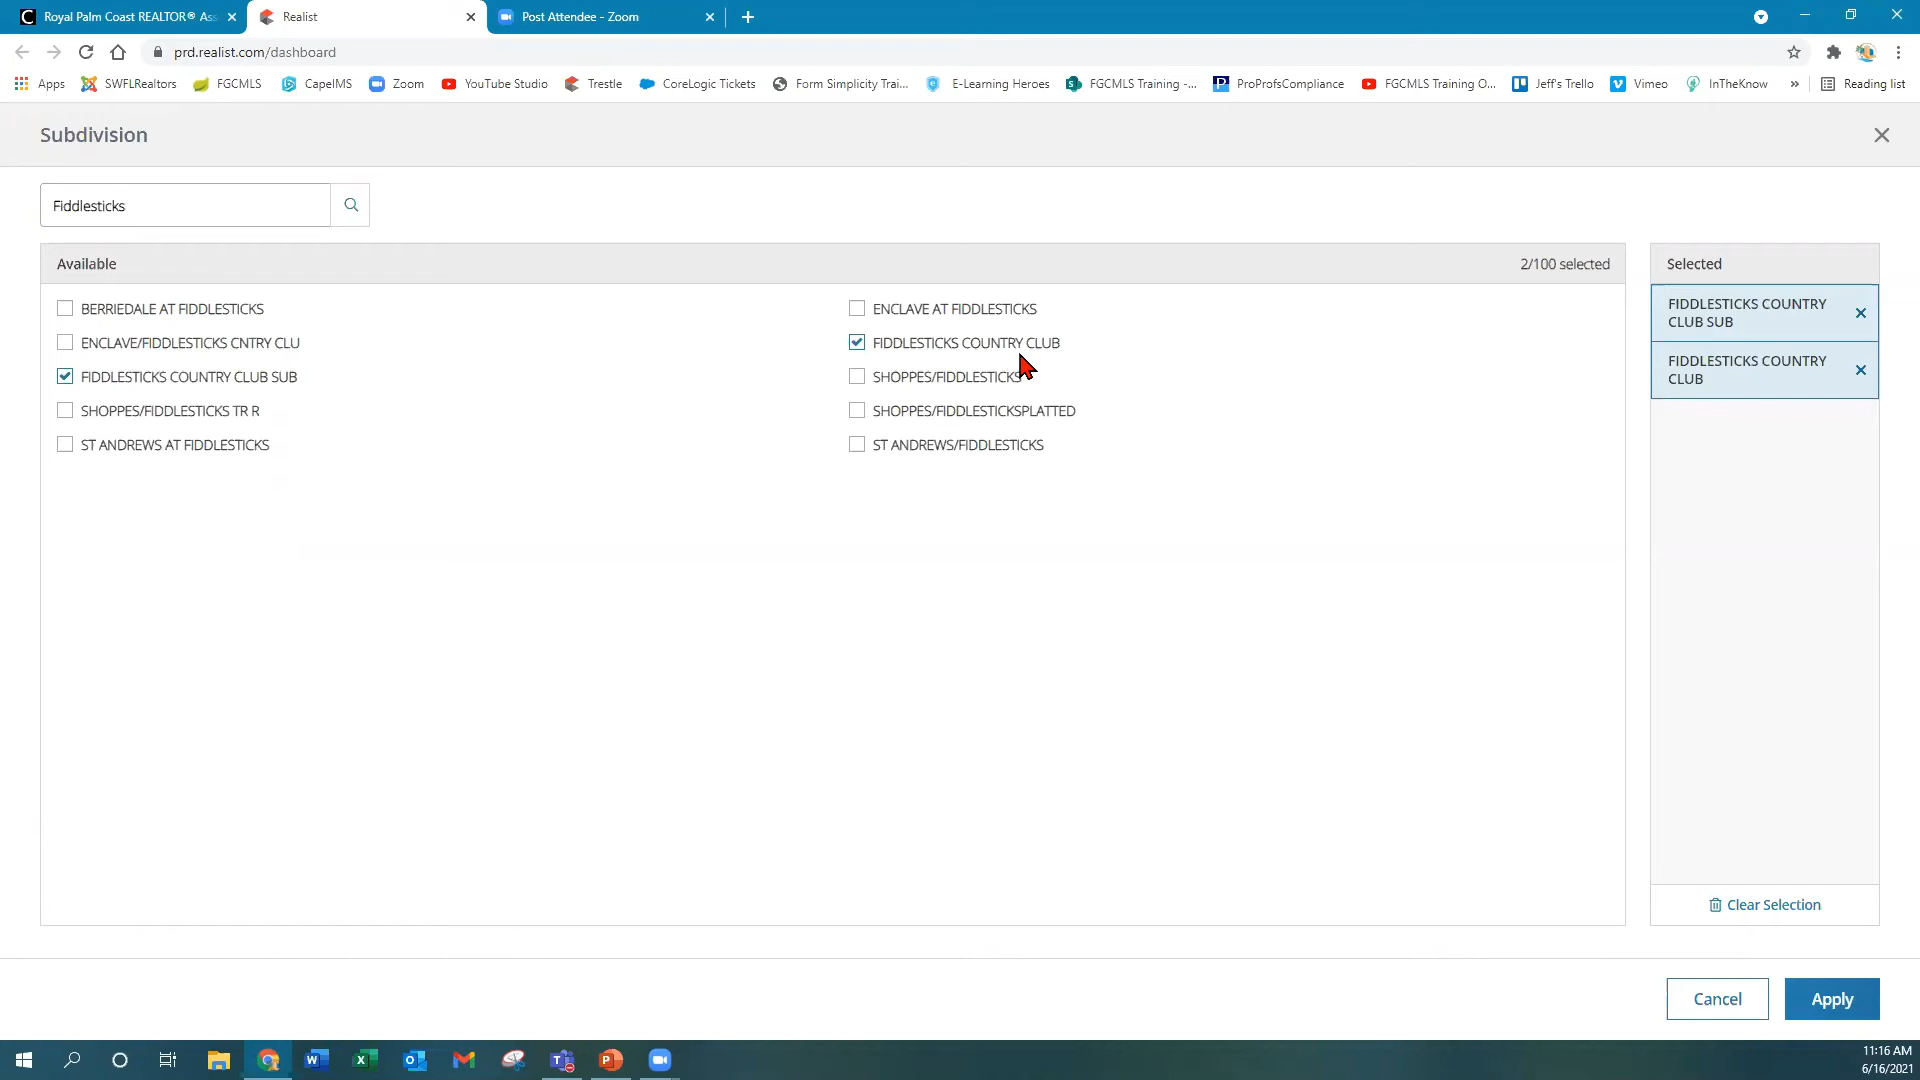 Royal Palm Coast REALTOR® Ass
Realist
Post Attendee - Zoom
prd.realist.com/dashboard
Apps
SWFLRealtors
FGCMLS
CapeIMS
Zoom
YouTube Studio
Trestle
CoreLogic Tickets
Form Simplicity Trai...
E-Learning Heroes
FGCMLS Training -...
ProProfsCompliance
FGCMLS Training O...
Jeff's Trello
Vimeo
InTheKnow
»
Reading list
Subdivision
Fiddlesticks
Available
2/100 selected
BERRIEDALE AT FIDDLESTICKS
ENCLAVE AT FIDDLESTICKS
ENCLAVE/FIDDLESTICKS CNTRY CLU
FIDDLESTICKS COUNTRY CLUB
FIDDLESTICKS COUNTRY CLUB SUB
SHOPPES/FIDDLESTICKS
SHOPPES/FIDDLESTICKS TR R
SHOPPES/FIDDLESTICKSPLATTED
ST ANDREWS AT FIDDLESTICKS
ST ANDREWS/FIDDLESTICKS
Selected
FIDDLESTICKS COUNTRY
CLUB SUB
FIDDLESTICKS COUNTRY
CLUB
Clear Selection
Cancel
Apply
11:16 AM
6/16/2021